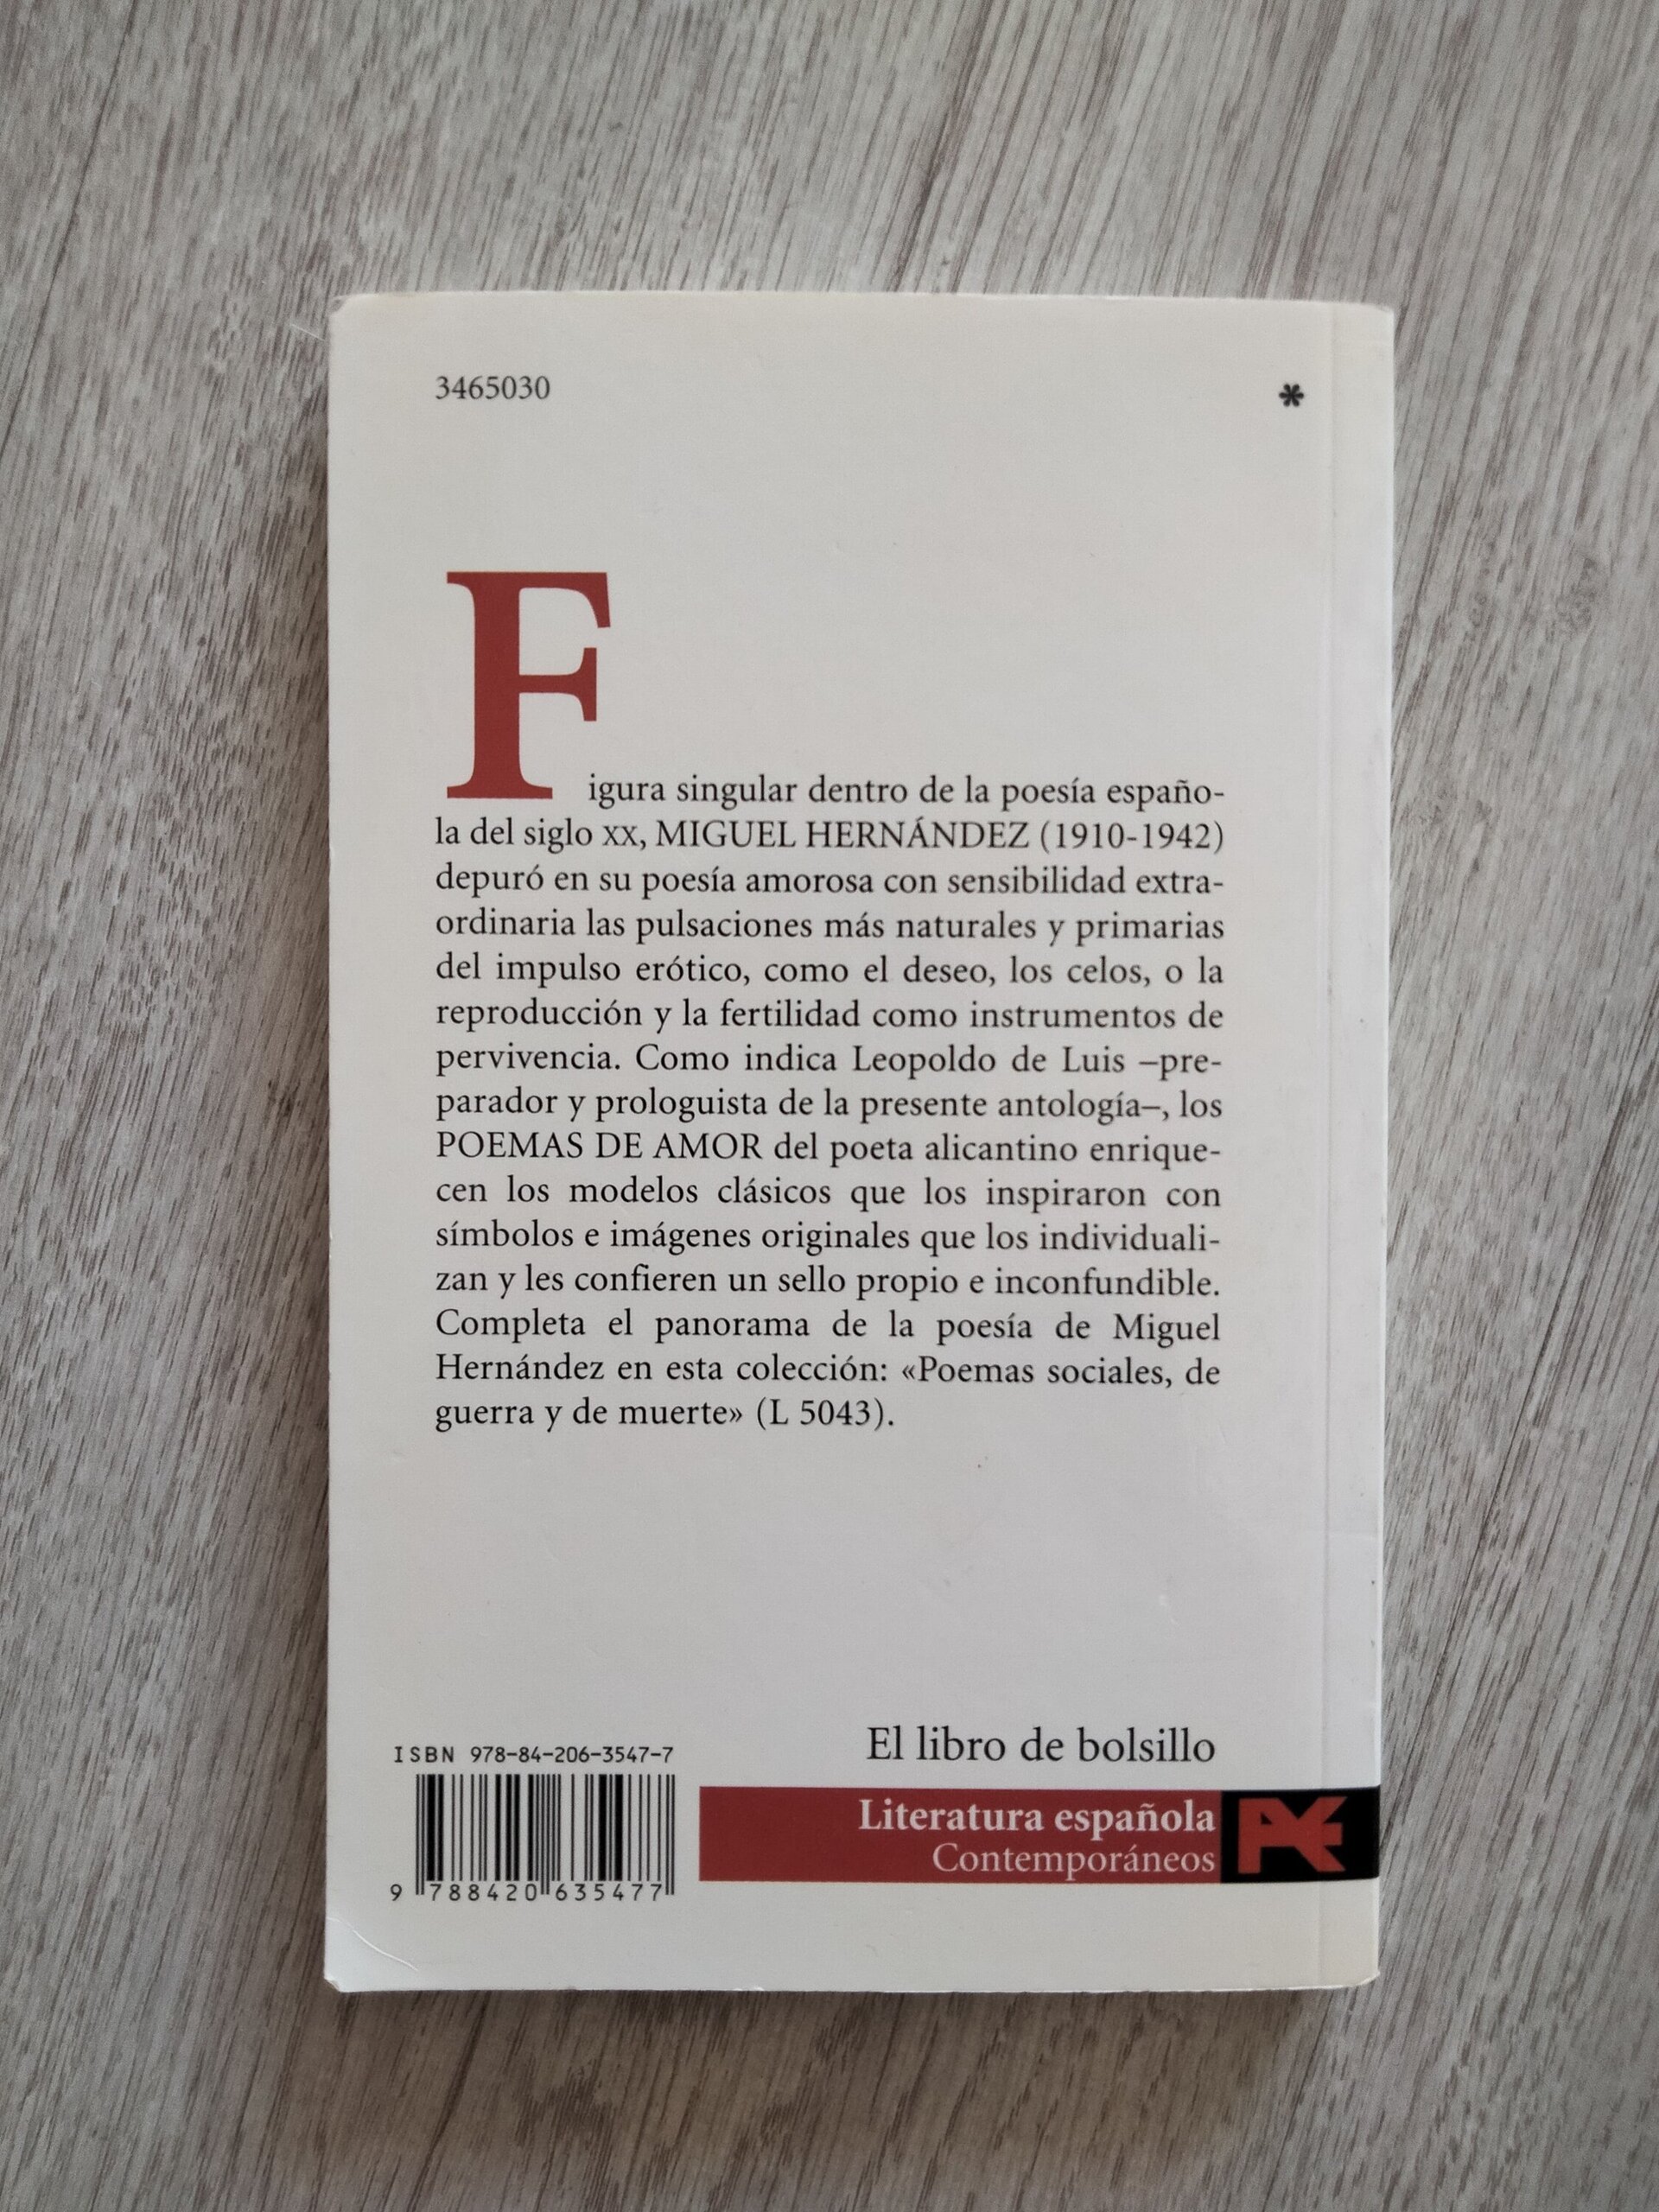 3465030
*
Figura singular dentro de la poesía españo-
la del siglo XX, MIGUEL HERNÁNDEZ (1910-1942)
depuró en su poesía amorosa con sensibilidad extra-
ordinaria las pulsaciones más naturales y primarias
del impulso erótico, como el deseo, los celos, o la
reproducción y la fertilidad como instrumentos de
pervivencia. Como indica Leopoldo de Luis –pre-
parador y prologuista de la presente antología–, los
POEMAS DE AMOR del poeta alicantino enrique-
cen los modelos clásicos que los inspiraron con
símbolos e imágenes originales que los individuali-
zan y les confieren un sello propio e inconfundible.
Completa el panorama de la poesía de Miguel
Hernández en esta colección: «Poemas sociales, de
guerra y de muerte» (L 5043).
El libro de bolsillo
Literatura española
Contemporáneos
ISBN 978-84-206-3547-7
9 788420 635477